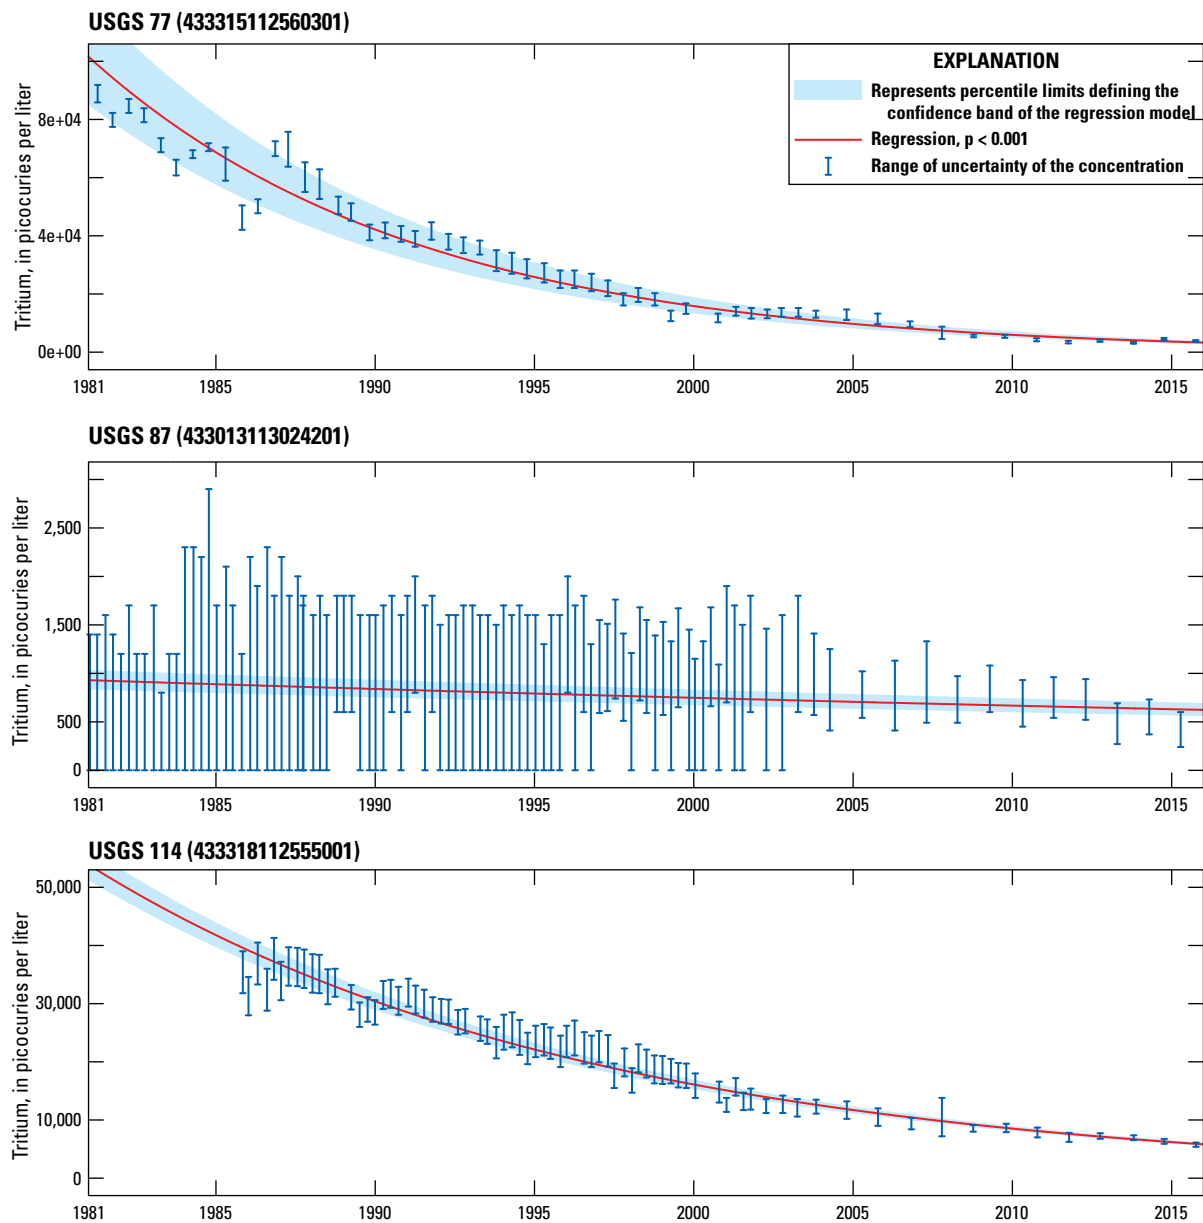 USGS 77 (433315112560301)
EXPLANATION
Represents percentile limits defining the
confidence band of the regression model
Regression, p < 0.001
Range of uncertainty of the concentration
Tritium, in picocuries per liter
8e+04
4e+04
0e+00
1981 1985 1990 1995 2000 2005 2010 2015
USGS 87 (433013113024201)
Tritium, in picocuries per liter
2,500
1,500
500
0
1981 1985 1990 1995 2000 2005 2010 2015
USGS 114 (433318112555001)
Tritium, in picocuries per liter
50,000
30,000
10,000
0
1981 1985 1990 1995 2000 2005 2010 2015